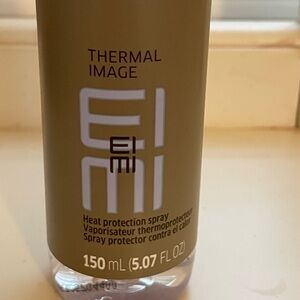 THERMAL
IMAGE
EI
EI
MI
MI
Heat protection spray
Vaporisateur thermoprotecteur
Spray protector contra el calor
150 mL (5.07 FL OZ)